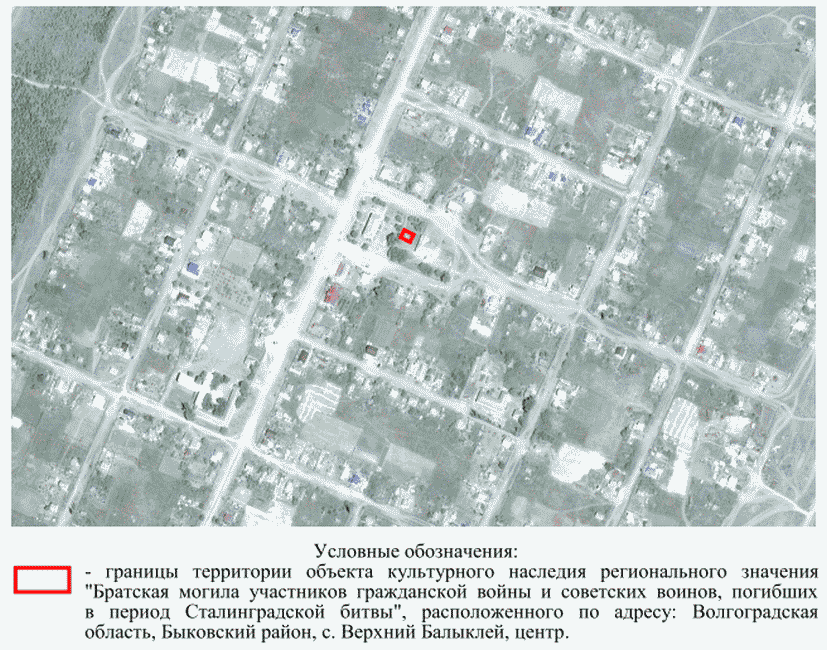 Условные обозначения:
- границы территории объекта культурного наследия регионального значения
"Братская могила участников гражданской войны и советских воинов, погибших
в период Сталинградской битвы", расположенного по адресу: Волгоградская
область, Быковский район, с. Верхний Балыклей, центр.